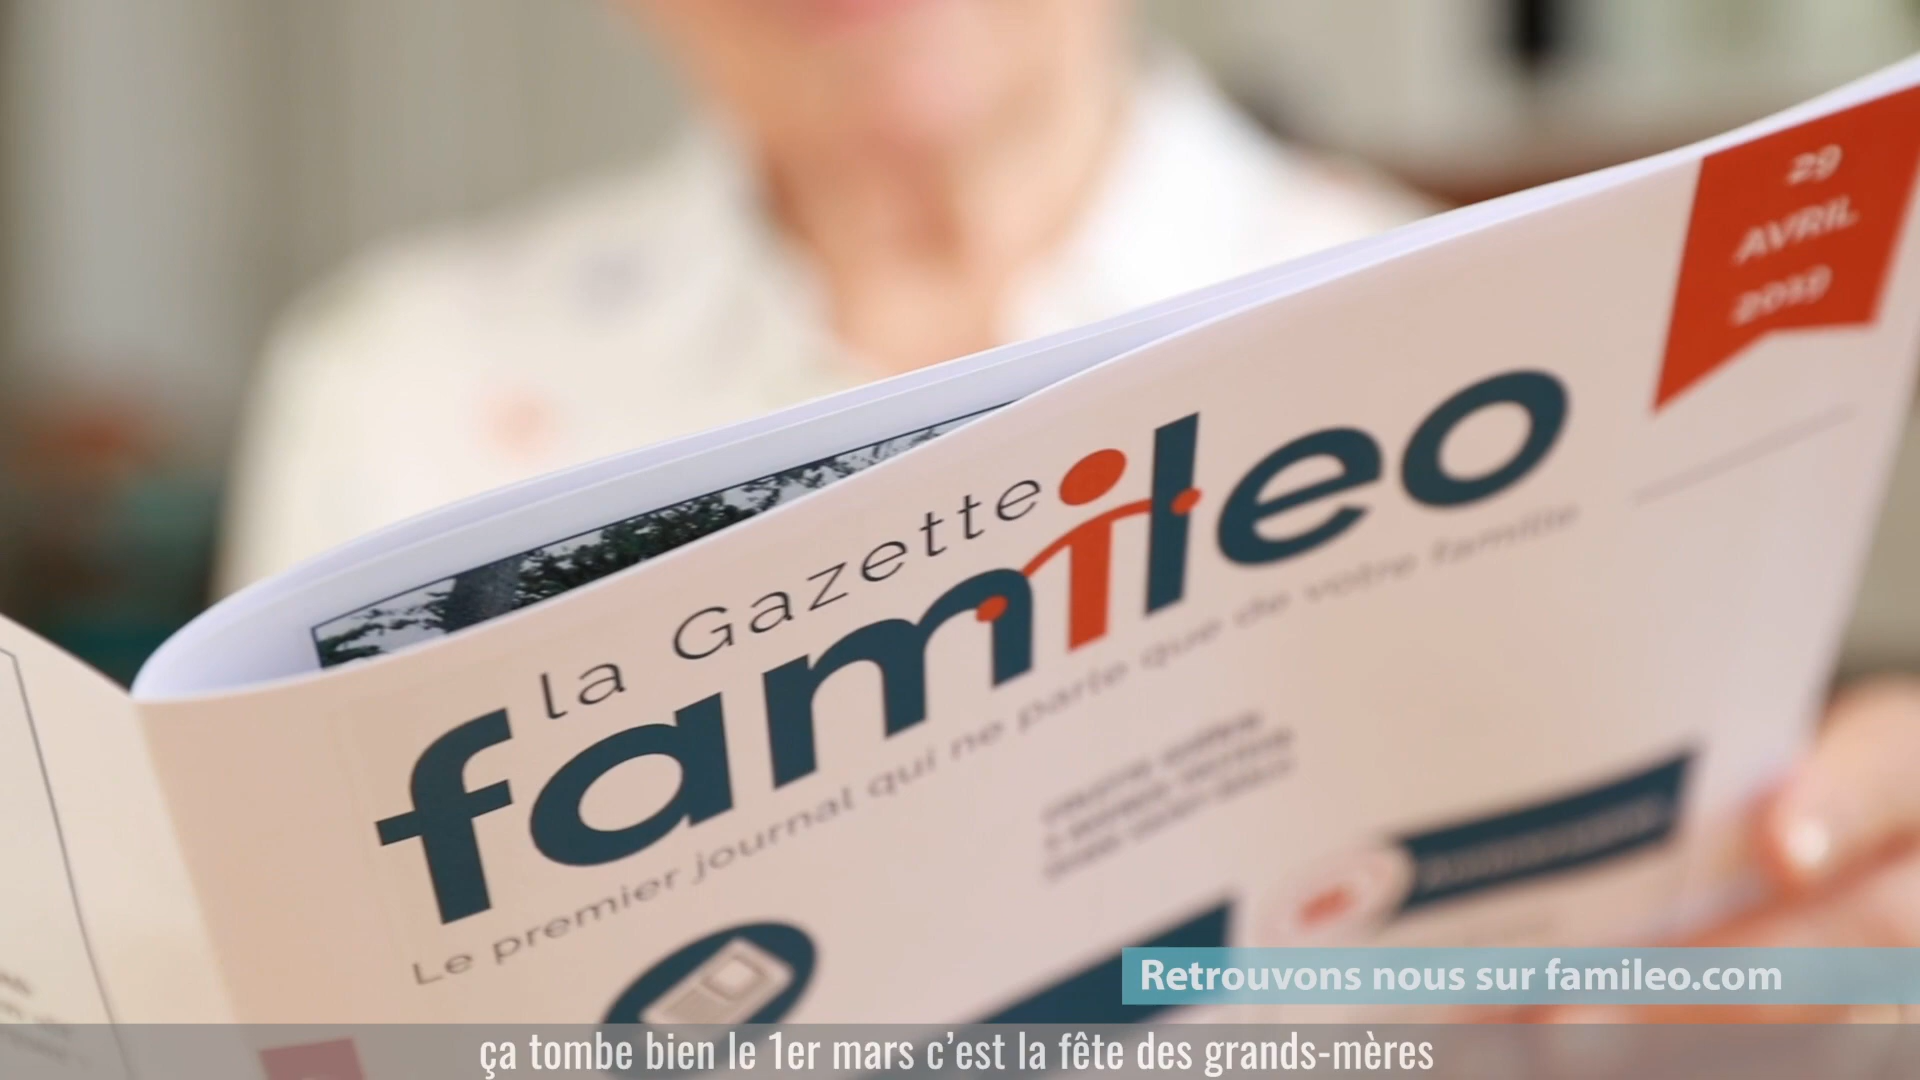 29
AVRIL
2019
la Gazette
famileo
Le premier journal qui ne parle que de votre famille
Retrouvons nous sur famileo.com
ça tombe bien le 1er mars c’est la fête des grands-mères